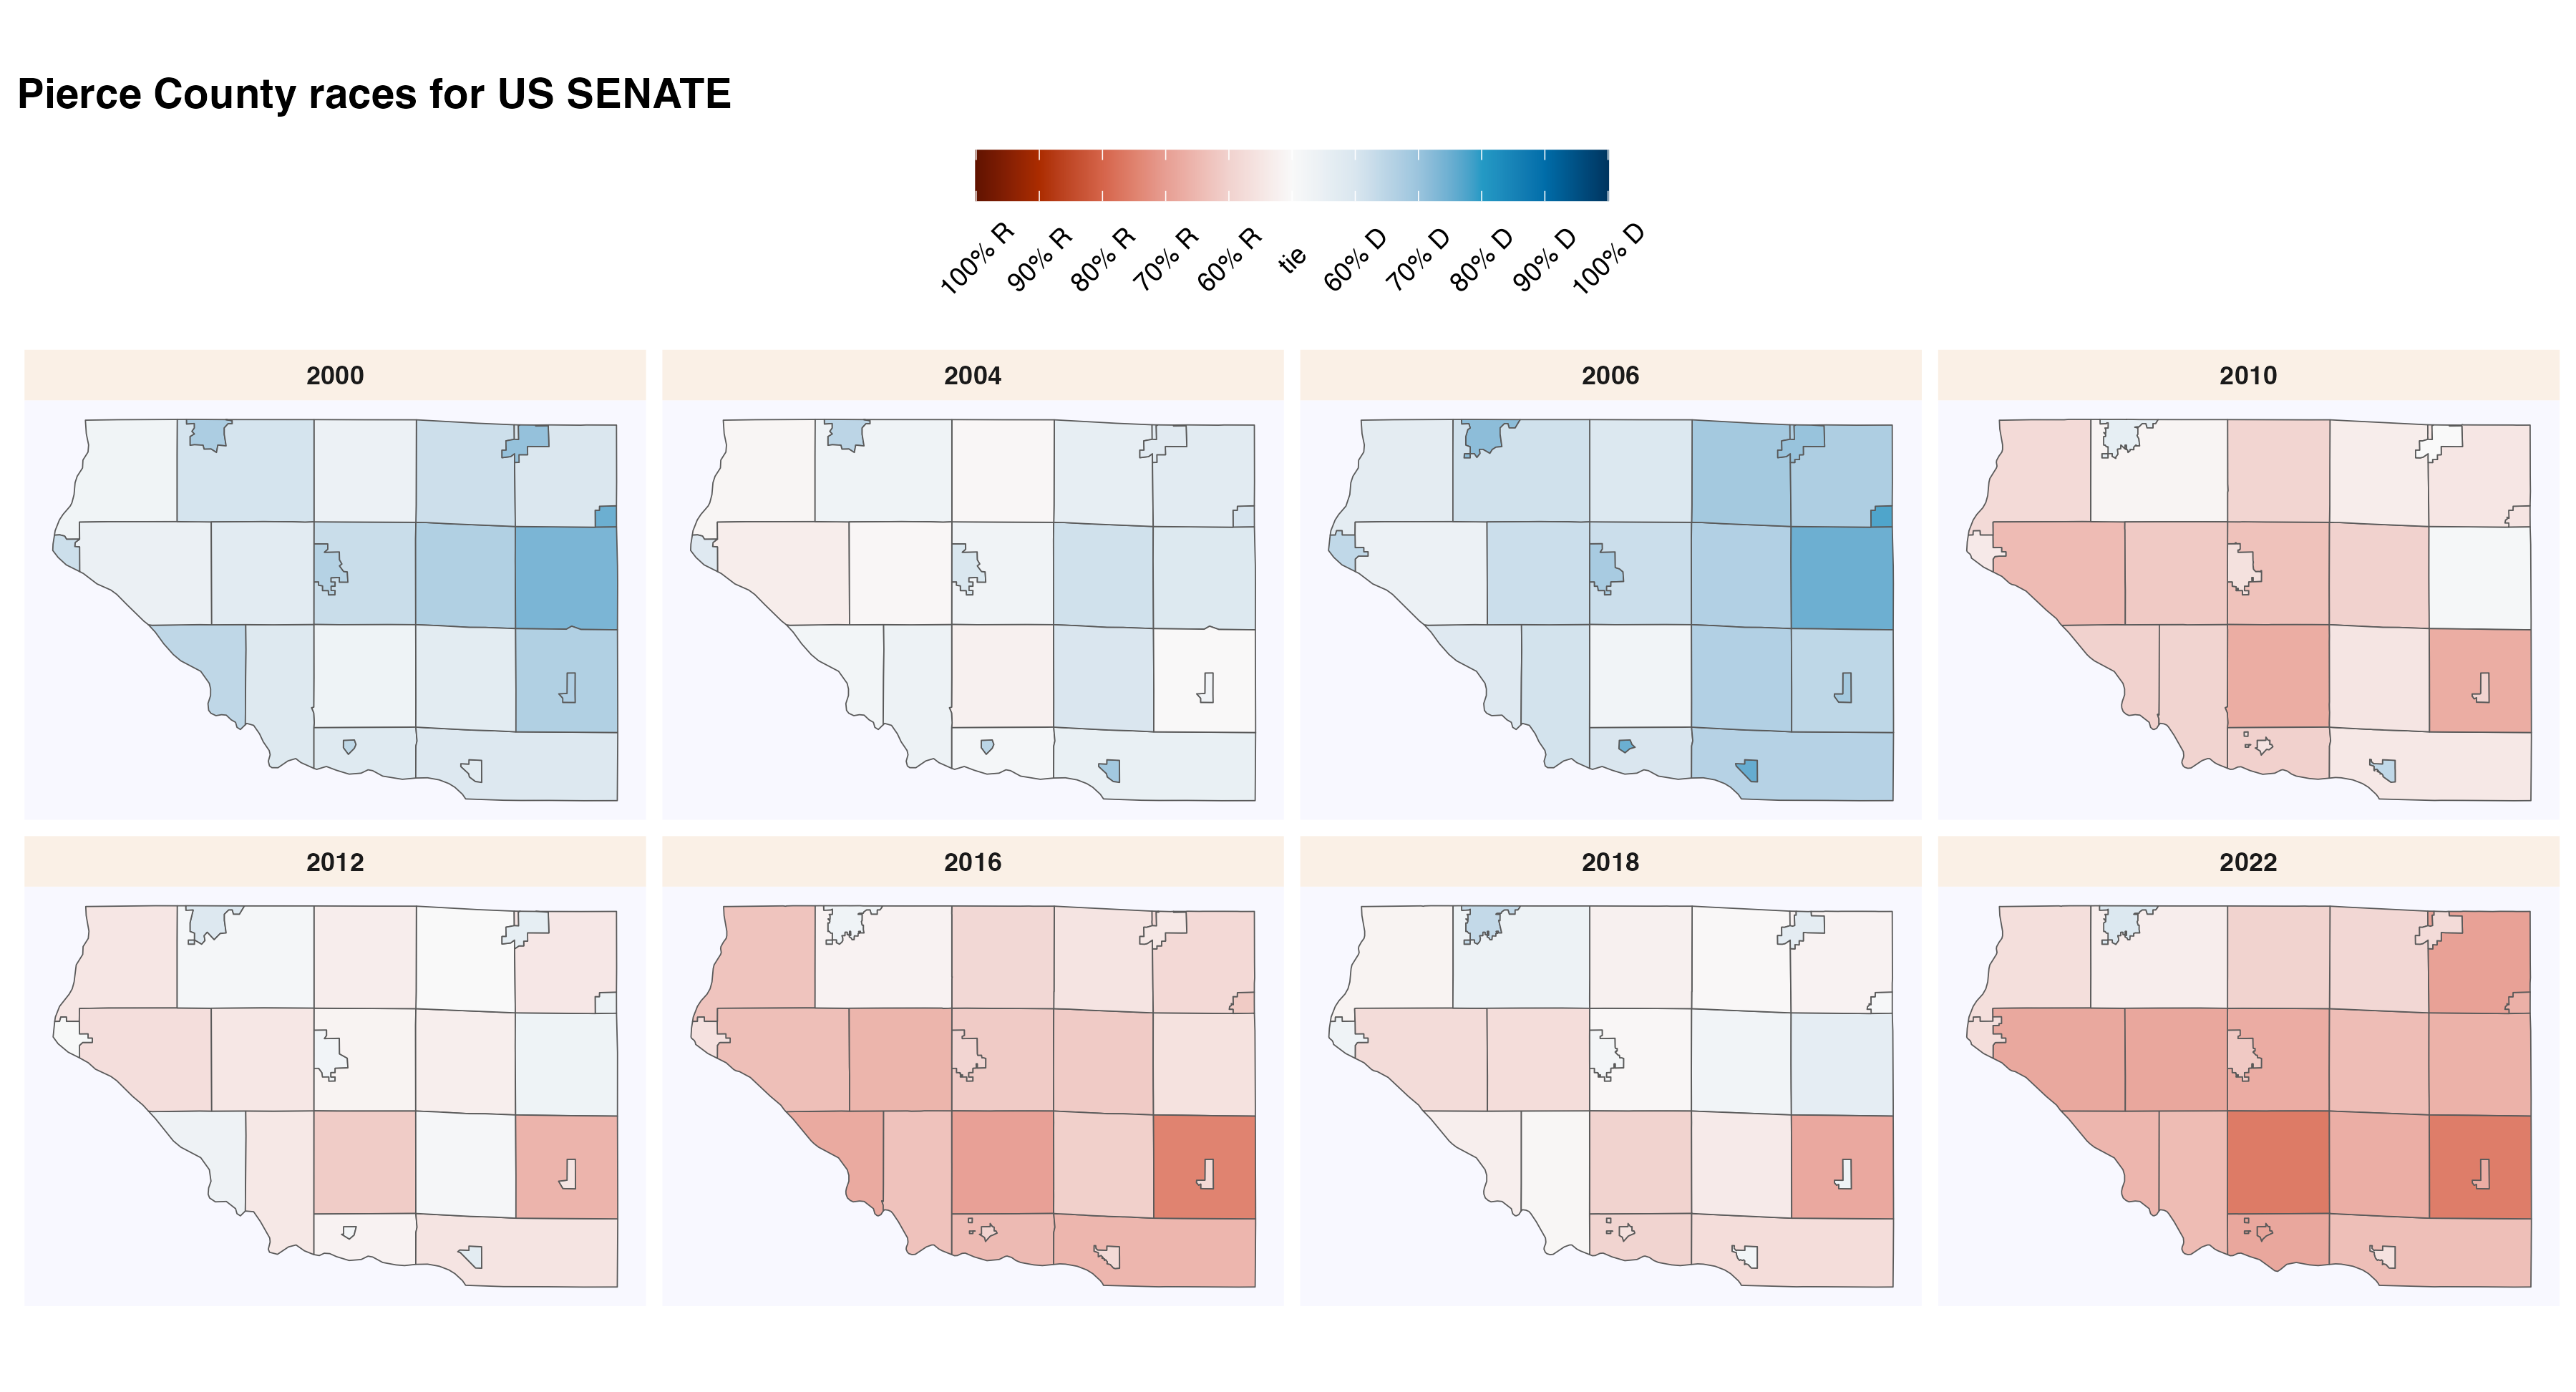 Pierce County races for US SENATE
100% R
90% R
80% R
70% R
60% R
tie
60% D
70% D
80% D
90% D
100% D
2000
2004
2006
2010
2012
2016
2018
2022